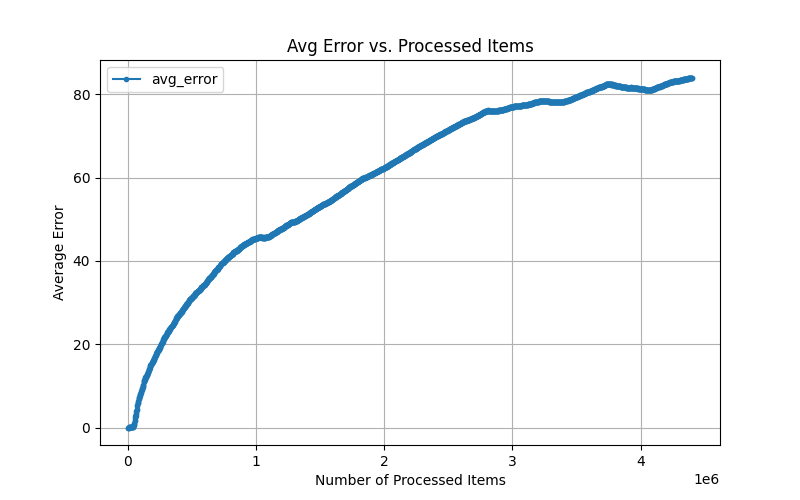 Avg Error vs. Processed Items
avg_error
80
60
40
20
0
Average Error
0 1 2 3 4
1e6
Number of Processed Items